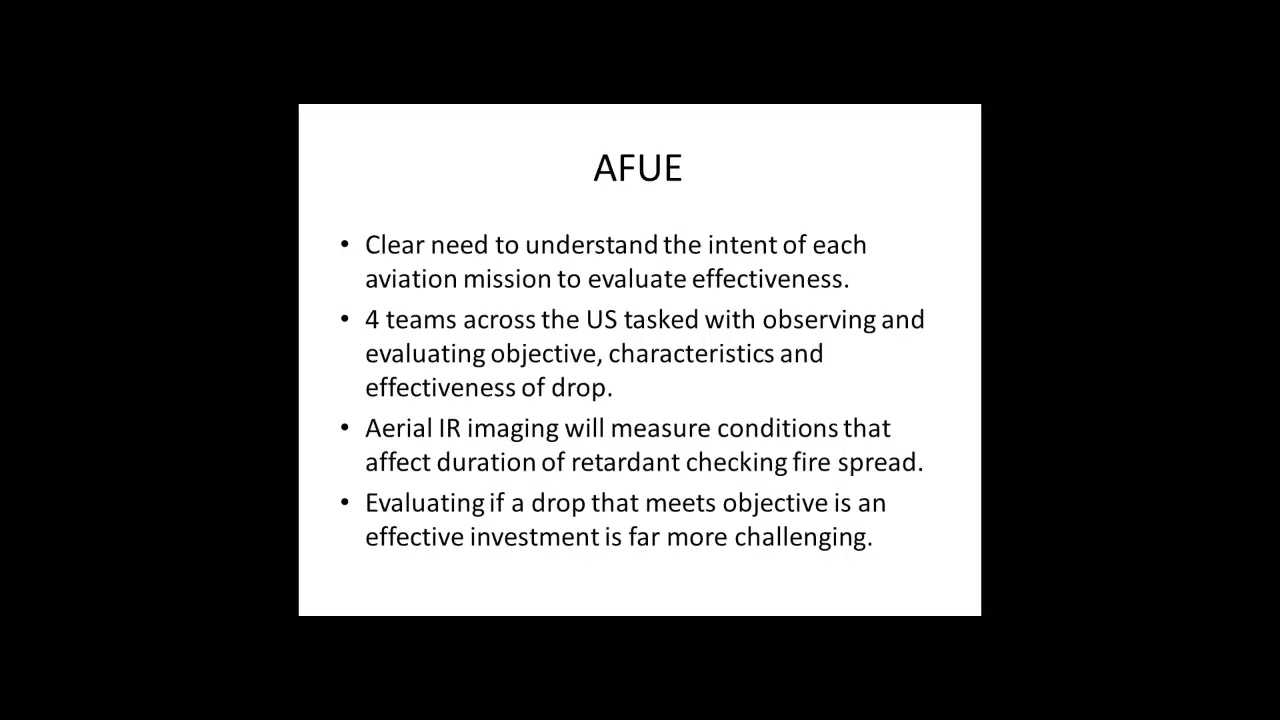 AFUE
• Clear need to understand the intent of each
aviation mission to evaluate effectiveness.
• 4 teams across the US tasked with observing and
evaluating objective, characteristics and
effectiveness of drop.
• Aerial IR imaging will measure conditions that
affect duration of retardant checking fire spread.
• Evaluating if a drop that meets objective is an
effective investment is far more challenging.